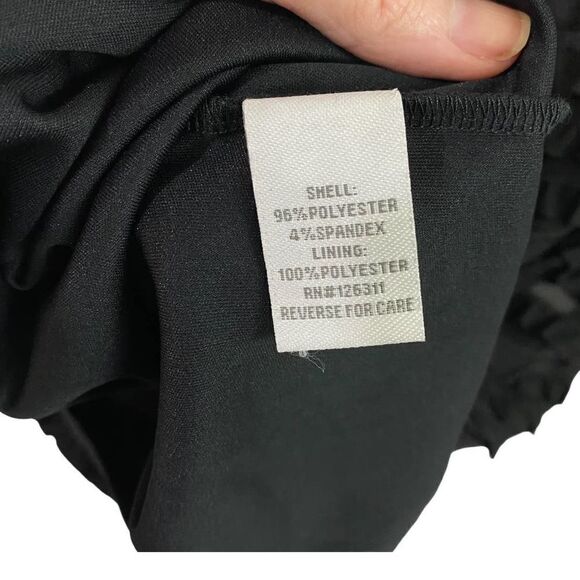 SHELL:
96%POLYESTER
4%SPANDEX
LINING:
100%POLYESTER
RN#126311
REVERSE FOR CARE